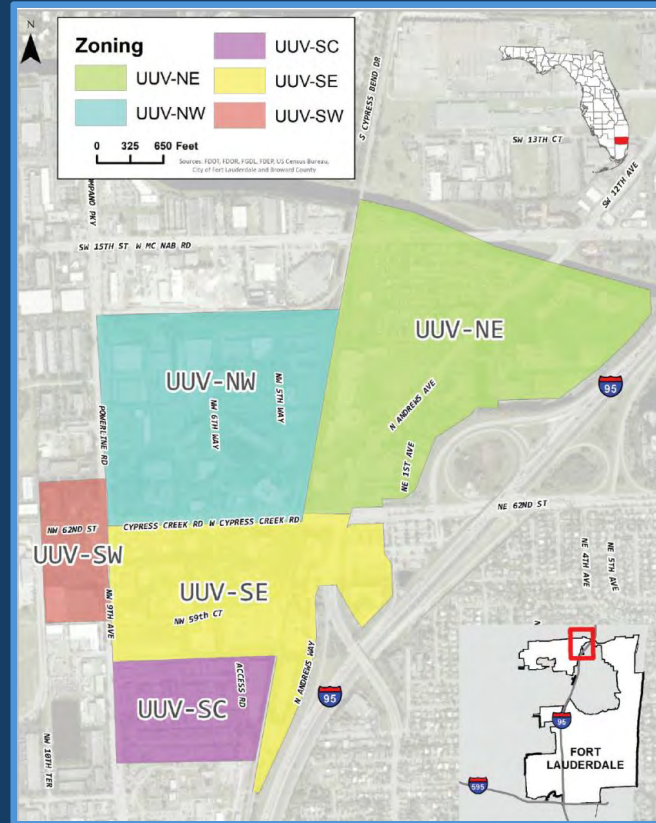 N
Zoning
UUV-NE
UUV-NW
UUV-SC
UUV-SE
UUV-SW
0 325 650 Feet
Sources: FDOT, FDOR, FGDL, FDEP, US Census Bureau,
City of Fort Lauderdale and Broward County
S CYPRESS BEND DR
SW 13TH CT
SW 12TH AVE
PKY
SW 15TH ST W MC NAB RD
UUV-NE
UUV-NW
NW 5TH WAY
NW 6TH WAY
N ANDREWS AVE
95
POWERLINE RD
NE 1ST AVE
NE 62ND ST
CYPRESS CREEK RD W CYPRESS CREEK RD
NW 62ND ST
UUV-SW
NE 4TH AVE
NE 5TH AVE
UUV-SE
NW 59th CT
NW 9TH AVE
N
ACCESS RD
N ANDREWS WAY
95
UUV-SC
NW 10TH TER
95
FORT
LAUDERDALE
595